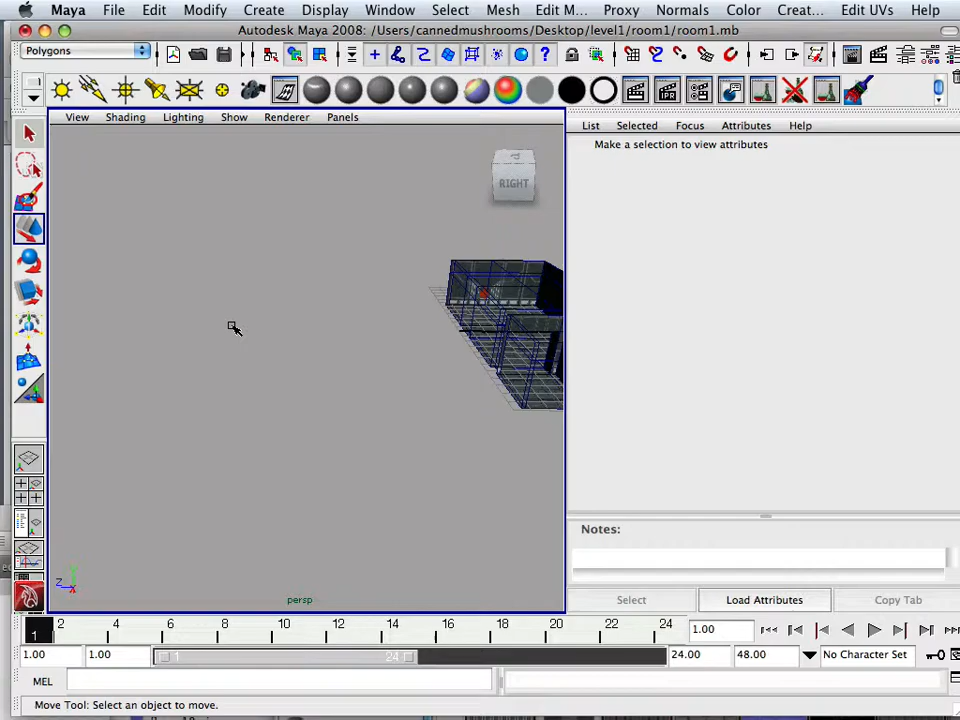 Maya File Edit Modify Create Display Window Select Mesh Edit M... Proxy Normals Color Creat... Edit UVs Help
Autodesk Maya 2008: /Users/cannedmushrooms/Desktop/level1/room1/room1.mb
Polygons
View Shading Lighting Show Renderer Panels
List Selected Focus Attributes Help
Make a selection to view attributes
RIGHT
Z
persp
Notes:
Select Load Attributes Copy Tab
1 2 4 6 8 10 12 14 16 18 20 22 24 1.00
1.00 1.00 1 24 24.00 48.00 No Character Set
MEL
Move Tool: Select an object to move.